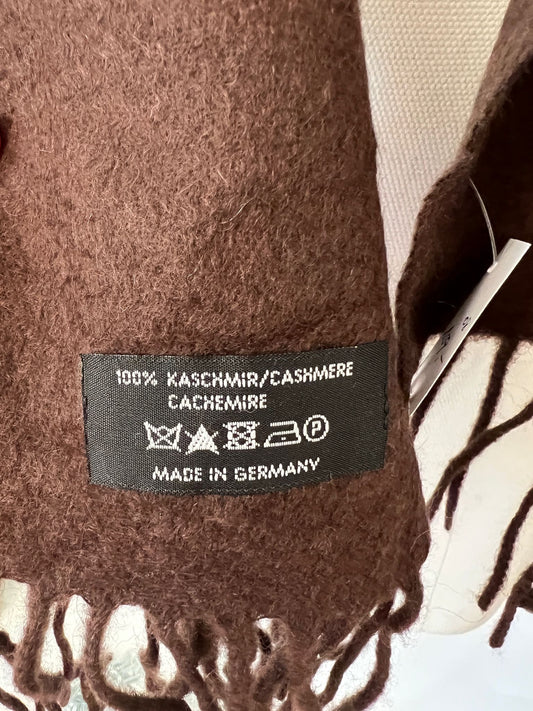 100% KASCHMIR/CASHMERE
CACHEMIRE
P
MADE IN GERMANY